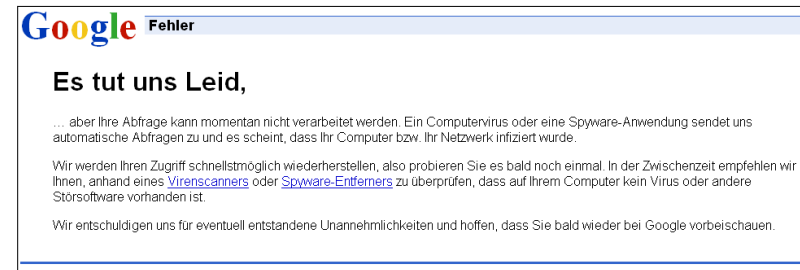 Google Fehler
Es tut uns Leid,
... aber Ihre Abfrage kann momentan nicht verarbeitet werden. Ein Computervirus oder eine Spyware-Anwendung sendet uns
automatische Abfragen zu und es scheint, dass Ihr Computer bzw. Ihr Netzwerk infiziert wurde.
Wir werden Ihren Zugriff schnellstmöglich wiederherstellen, also probieren Sie es bald noch einmal. In der Zwischenzeit empfehlen wir
Ihnen, anhand eines Virenscanners oder Spyware-Entferners zu überprüfen, dass auf Ihrem Computer kein Virus oder andere
Störsoftware vorhanden ist.
Wir entschuldigen uns für eventuell entstandene Unannehmlichkeiten und hoffen, dass Sie bald wieder bei Google vorbeischauen.